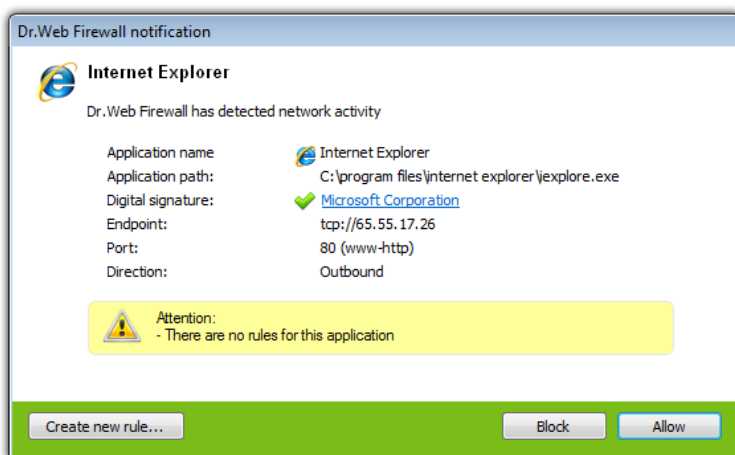 Dr.Web Firewall notification
Internet Explorer
Dr.Web Firewall has detected network activity
Application name Internet Explorer
Application path: C:\program files\internet explorer\iexplore.exe
Digital signature: Microsoft Corporation
Endpoint: tcp://65.55.17.26
Port: 80 (www-http)
Direction: Outbound
Attention:
- There are no rules for this application
Create new rule... Block Allow